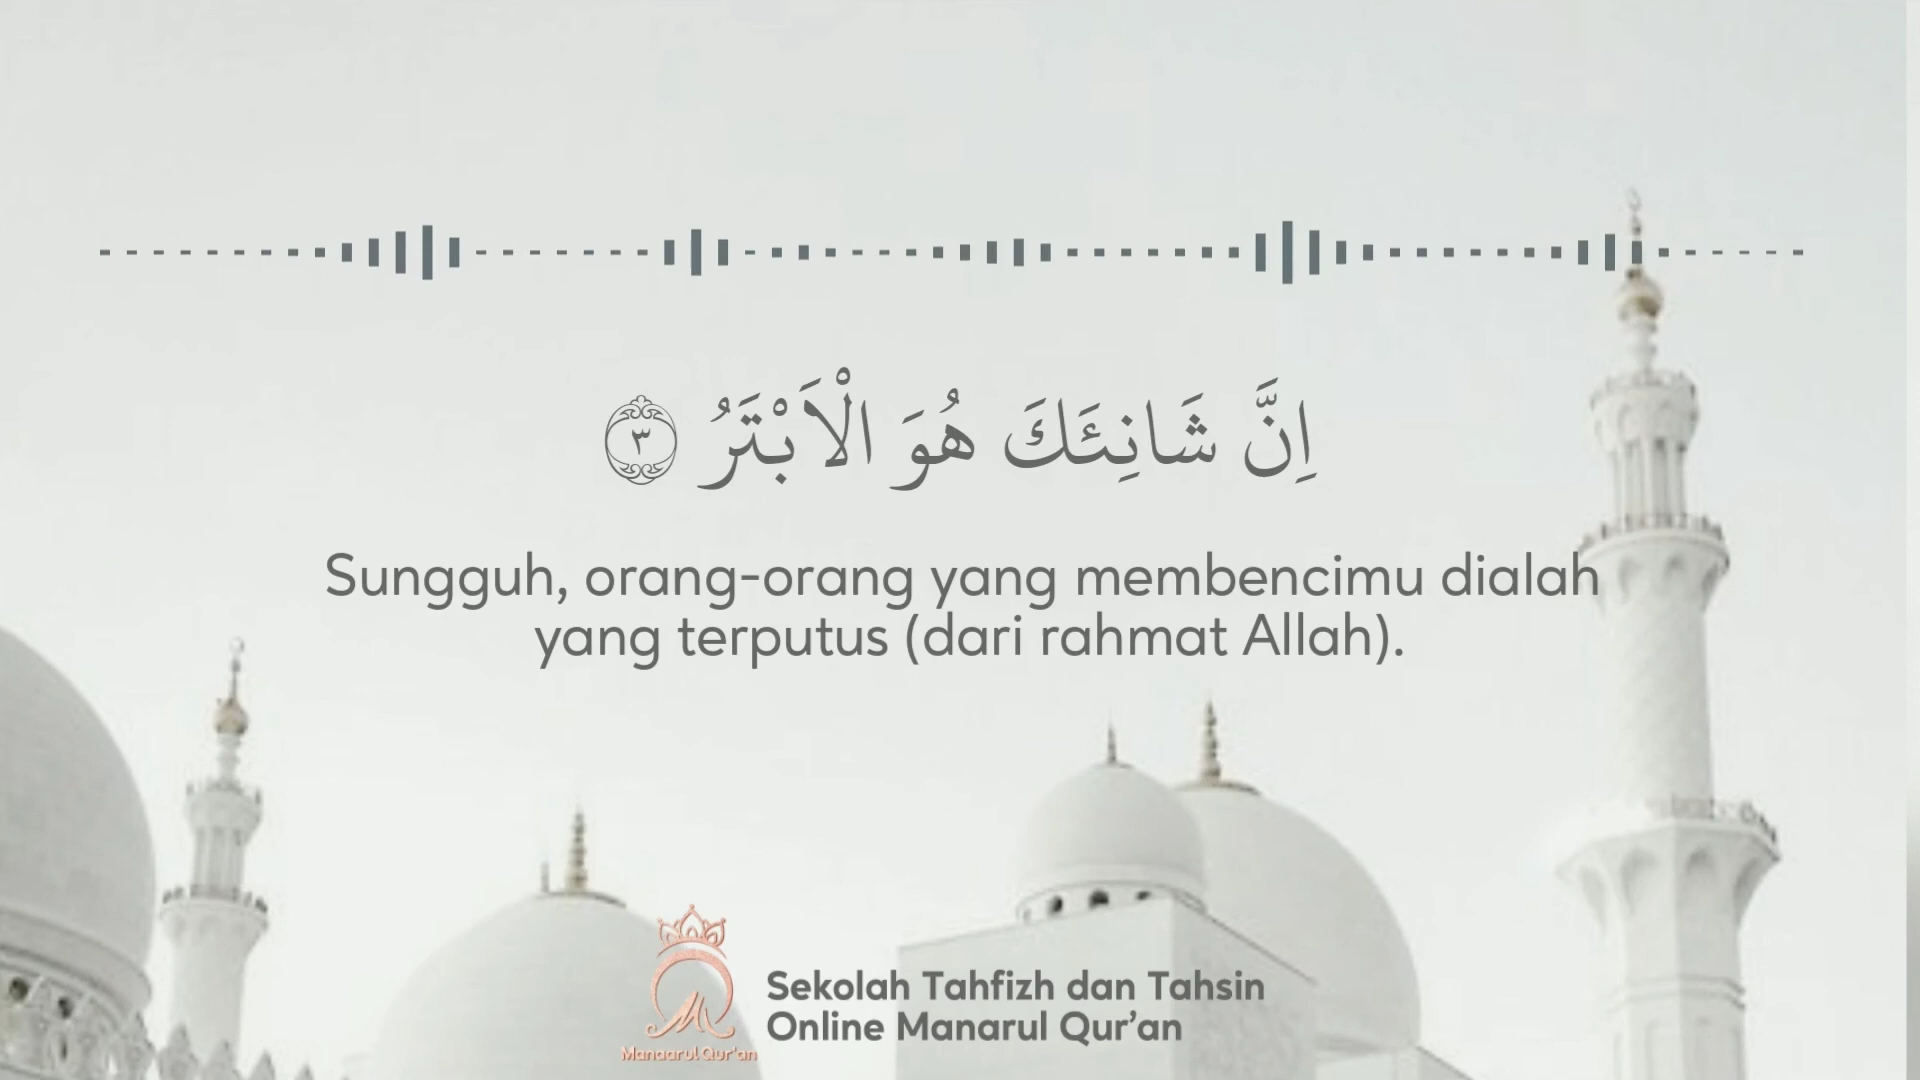 اِنَّ شَانِئَكَ هُوَ الْاَبْتَرُ ۝٣
Sungguh, orang-orang yang membencimu dialah
yang terputus (dari rahmat Allah).
Sekolah Tahfizh dan Tahsin
Online Manarul Qur’an
Manaarul Qur'an